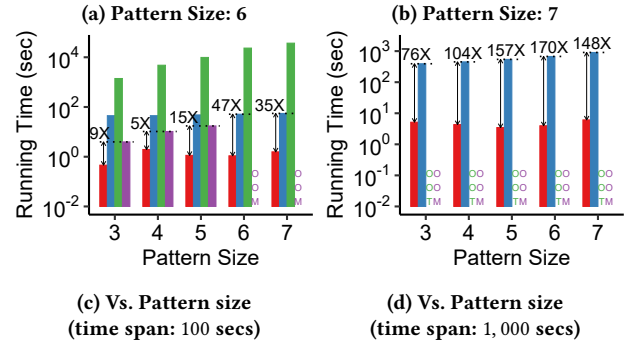 (a) Pattern Size: 6
(b) Pattern Size: 7
Running Time (sec)
10^4
10^2
10^0
10^-2
9X
5X
15X
47X
35X
O O
O O
M M
3 4 5 6 7
Pattern Size
Running Time (sec)
10^3
10^2
10^1
10^0
10^-1
10^-2
76X
104X
157X
170X
148X
OO OO OO OO OO
OO OO OO OO OO
TM TM TM TM TM
3 4 5 6 7
Pattern Size
(c) Vs. Pattern size
(time span: 100 secs)
(d) Vs. Pattern size
(time span: 1, 000 secs)